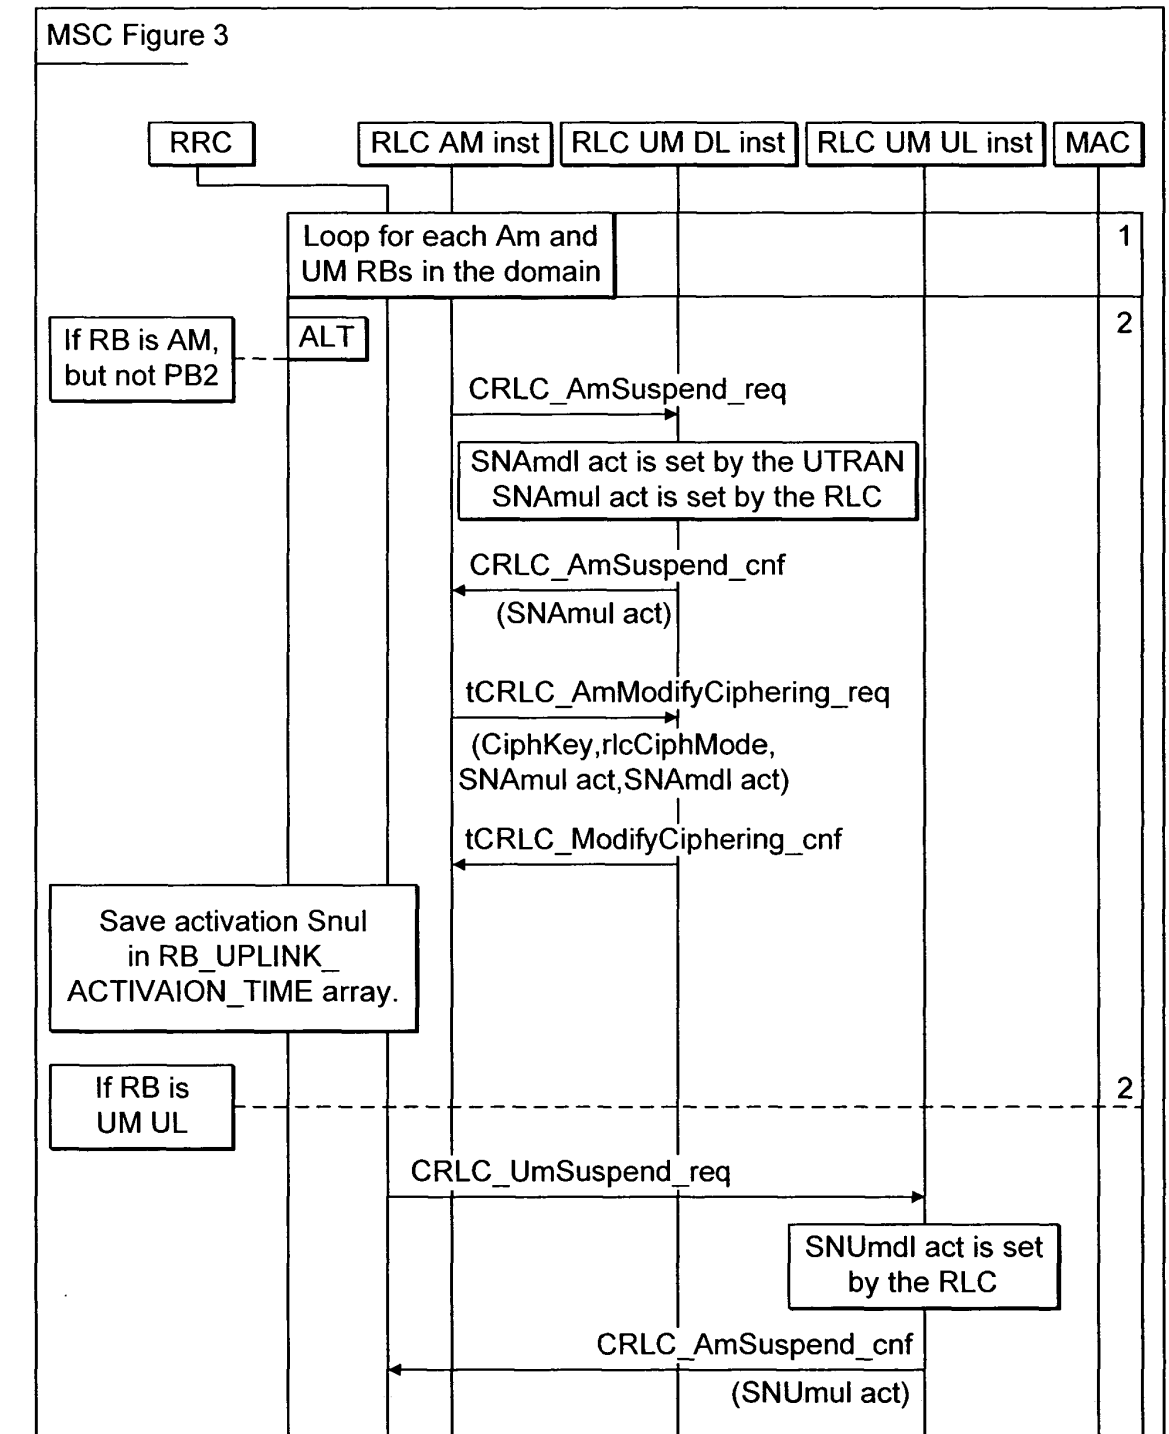 MSC Figure 3
RRC
RLC AM inst
RLC UM DL inst
RLC UM UL inst
MAC
Loop for each Am and
UM RBs in the domain
1
If RB is AM,
but not PB2
ALT
2
CRLC_AmSuspend_req
SNAmdl act is set by the UTRAN
SNAmul act is set by the RLC
CRLC_AmSuspend_cnf
(SNAmul act)
tCRLC_AmModifyCiphering_req
(CiphKey,rlcCiphMode,
SNAmul act,SNAmdl act)
tCRLC_ModifyCiphering_cnf
Save activation Snul
in RB_UPLINK_
ACTIVAION_TIME array.
If RB is
UM UL
2
CRLC_UmSuspend_req
SNUmdl act is set
by the RLC
CRLC_AmSuspend_cnf
(SNUmul act)